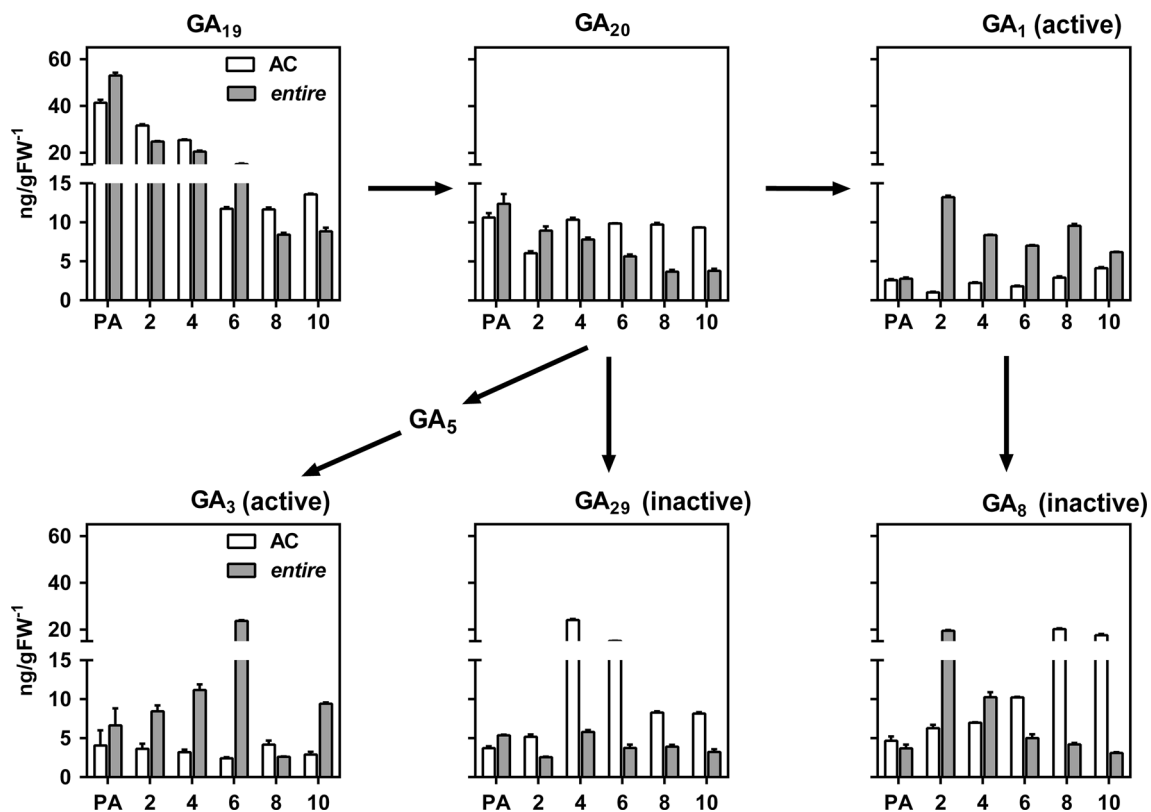 GA19
GA20
GA1 (active)
60
40
20
15
10
5
0
ng/gFW-1
AC
entire
PA 2 4 6 8 10
PA 2 4 6 8 10
PA 2 4 6 8 10
GA5
GA3 (active)
GA29 (inactive)
GA8 (inactive)
60
40
20
15
10
5
0
ng/gFW-1
AC
entire
PA 2 4 6 8 10
PA 2 4 6 8 10
PA 2 4 6 8 10